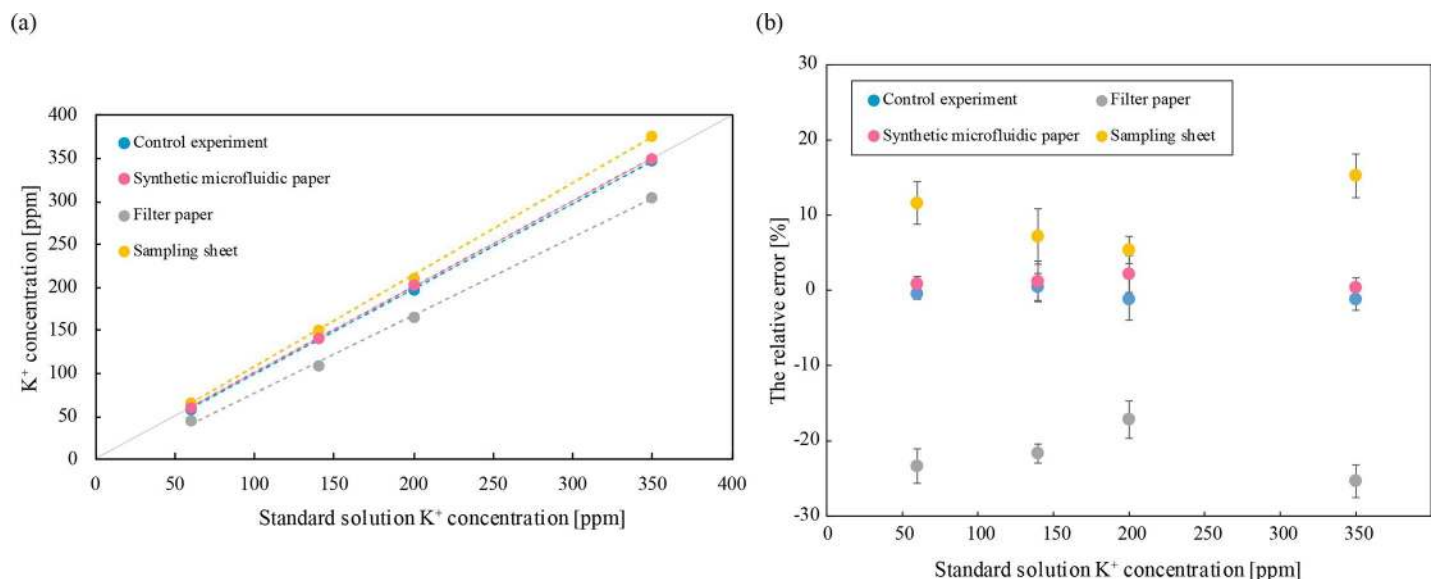 (a)
400
350
300
250
200
150
100
50
0
K⁺ concentration [ppm]
Control experiment
Synthetic microfluidic paper
Filter paper
Sampling sheet
0 50 100 150 200 250 300 350 400
Standard solution K⁺ concentration [ppm]
(b)
30
20
10
0
-10
-20
-30
The relative error [%]
Control experiment Filter paper
Synthetic microfluidic paper Sampling sheet
0 50 100 150 200 250 300 350
Standard solution K⁺ concentration [ppm]